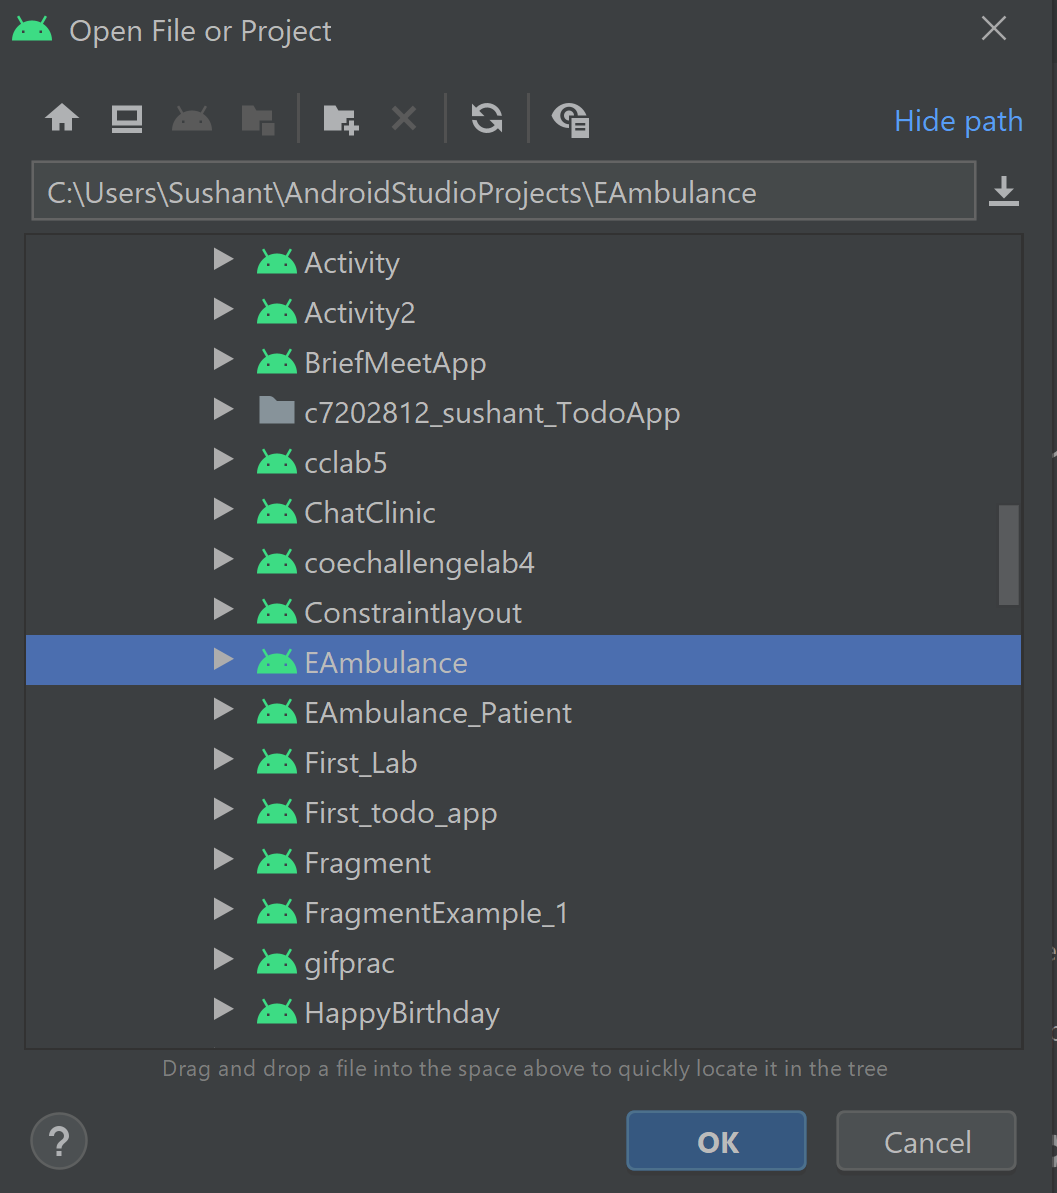 Open File or Project
Hide path
C:\Users\Sushant\AndroidStudioProjects\EAmbulance
Activity
Activity2
BriefMeetApp
c7202812_sushant_TodoApp
cclab5
ChatClinic
coechallengelab4
Constraintlayout
EAmbulance
EAmbulance_Patient
First_Lab
First_todo_app
Fragment
FragmentExample_1
gifprac
HappyBirthday
Drag and drop a file into the space above to quickly locate it in the tree
?
OK
Cancel